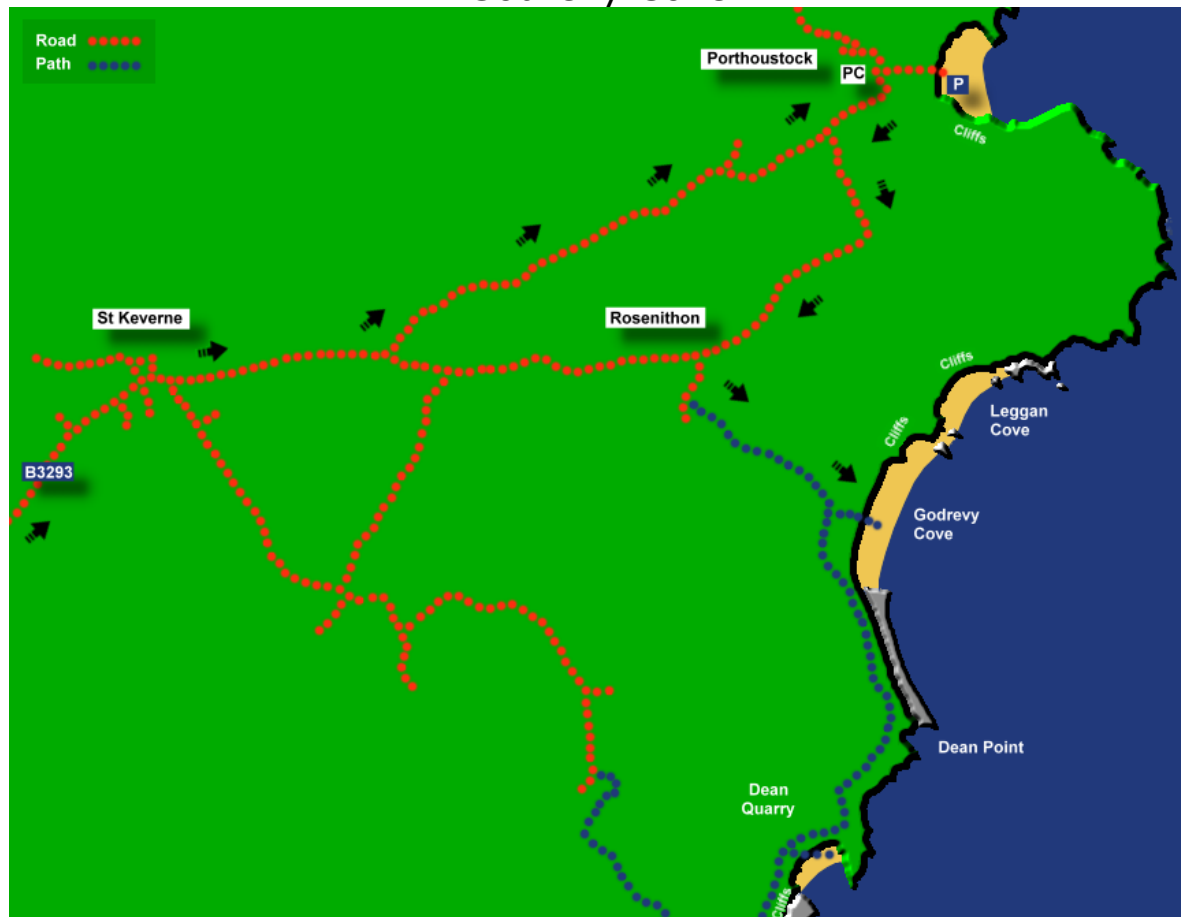 Road
Path
Porthoustock
PC
P
Cliffs
St Keverne
Rosenithon
Cliffs
Leggan
Cove
Cliffs
B3293
Godrevy
Cove
Dean Point
Dean
Quarry
Cliffs